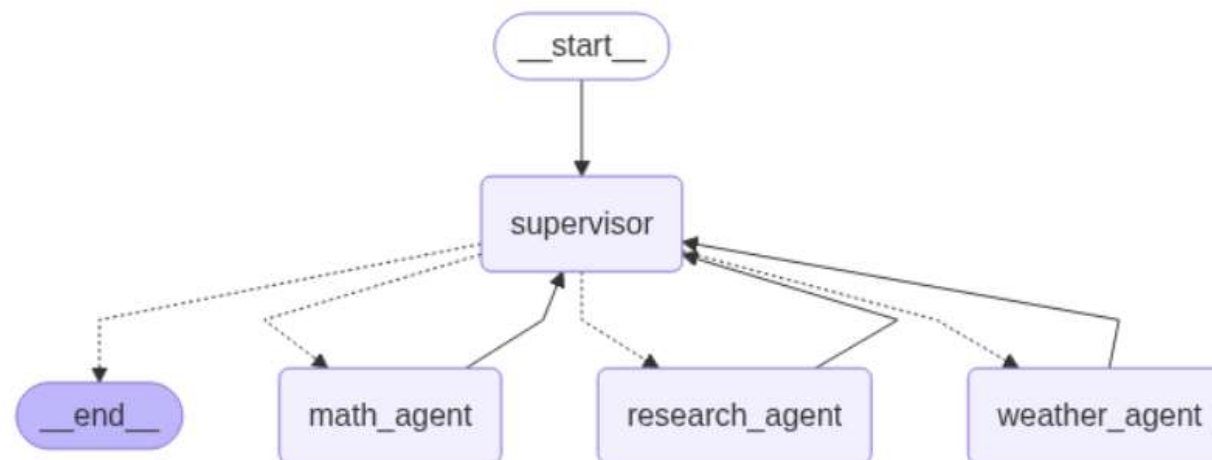 __start__
supervisor
__end__
math_agent
research_agent
weather_agent